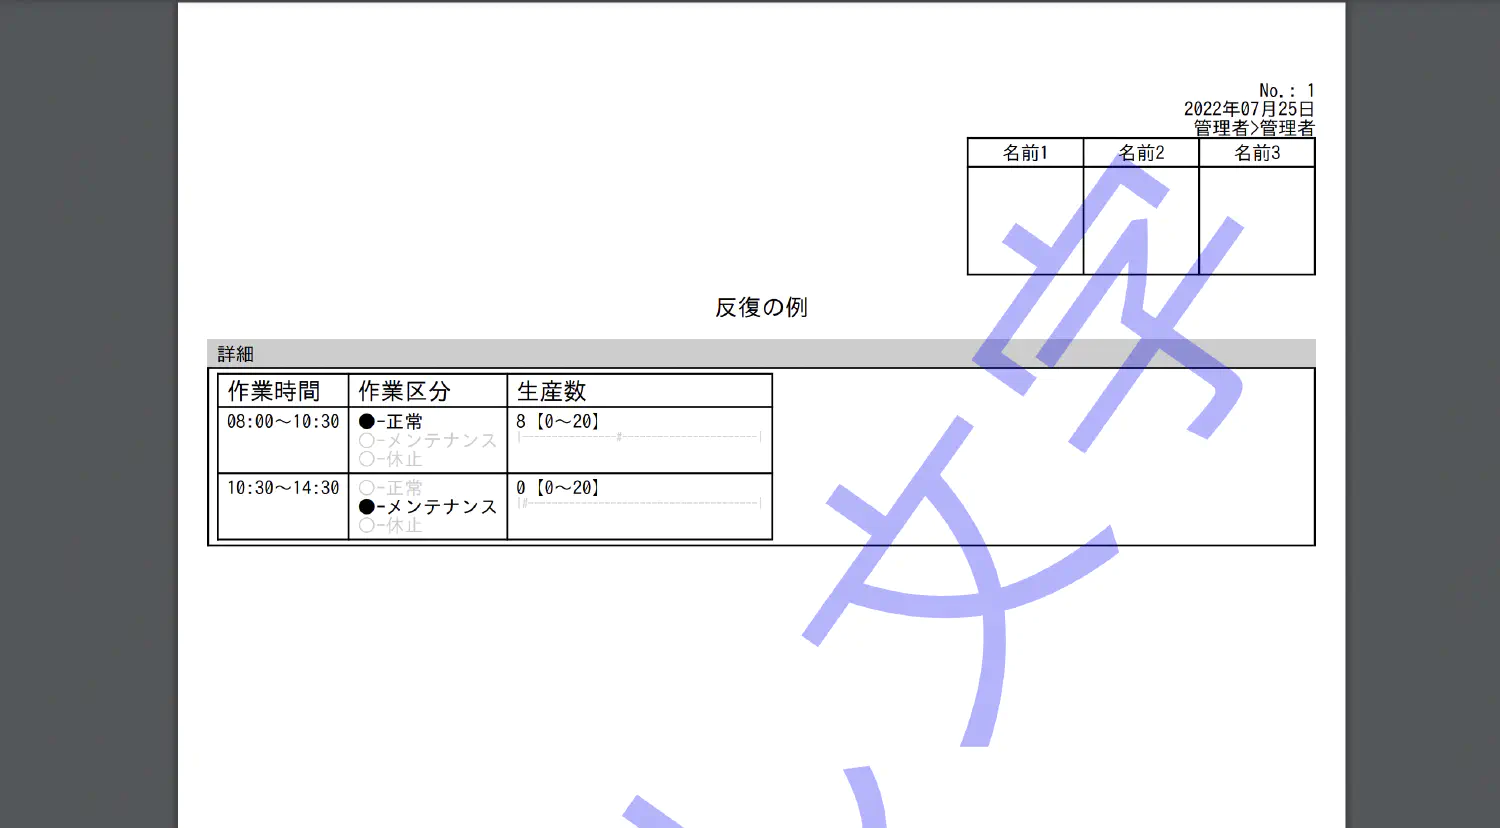 No.: 1
2022年07月25日
管理者>管理者
名前1 名前2 名前3
反復の例
詳細
作業時間 作業区分 生産数
08:00～10:30 ●-正常 8【0～20】
○-メンテナンス |----------------#-----------------------|
○-休止
10:30～14:30 ○-正常 0【0～20】
●-メンテナンス |#---------------------------------------|
○-休止
文字